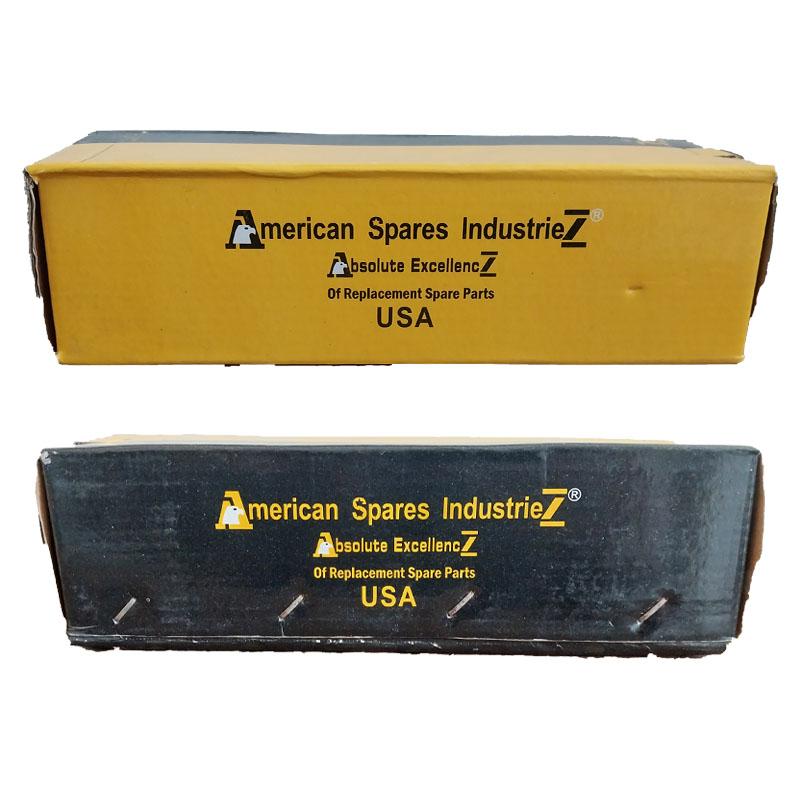 American Spares IndustrieZ®
Absolute ExcellencZ
Of Replacement Spare Parts
USA
American Spares IndustrieZ®
Absolute ExcellencZ
Of Replacement Spare Parts
USA